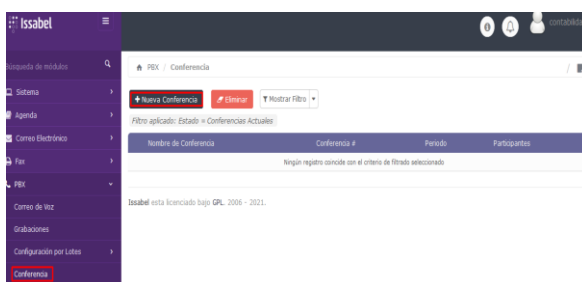 Issabel
contabilida
Búsqueda de módulos
PBX / Conferencia
/
Sistema
+ Nueva Conferencia
Eliminar
Mostrar Filtro
Agenda
Filtro aplicado: Estado = Conferencias Actuales
Correo Electrónico
Nombre de Conferencia
Conferencia #
Periodo
Participantes
Fax
Ningún registro coincide con el criterio de filtrado seleccionado
PBX
Correo de Voz
Issabel esta licenciado bajo GPL. 2006 - 2021.
Grabaciones
Configuración por Lotes
Conferencia